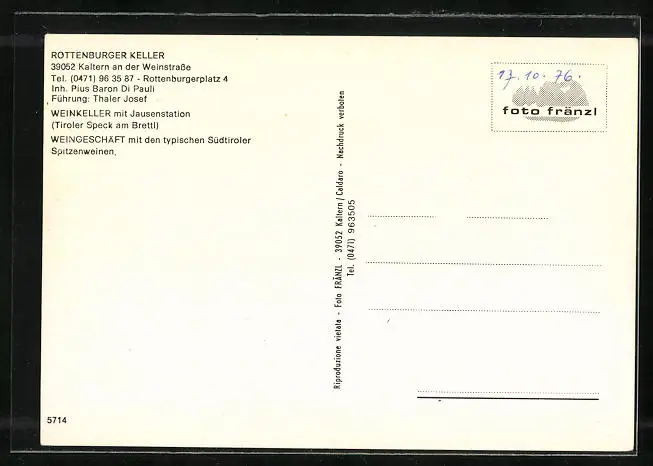 ROTTENBURGER KELLER
39052 Kaltern an der Weinstraße
Tel. (0471) 96 35 87 - Rottenburgerplatz 4
Inh. Pius Baron Di Pauli
Führung: Thaler Josef
WEINKELLER mit Jausenstation
(Tiroler Speck am Brettl)
WEINGESCHÄFT mit den typischen Südtiroler
Spitzenweinen.
5714
Riproduzione vietata - Foto FRÄNZL - 39052 Kaltern / Caldaro - Nachdruck verboten
Tel. (0471) 963505
17.10.76.
foto fränzl